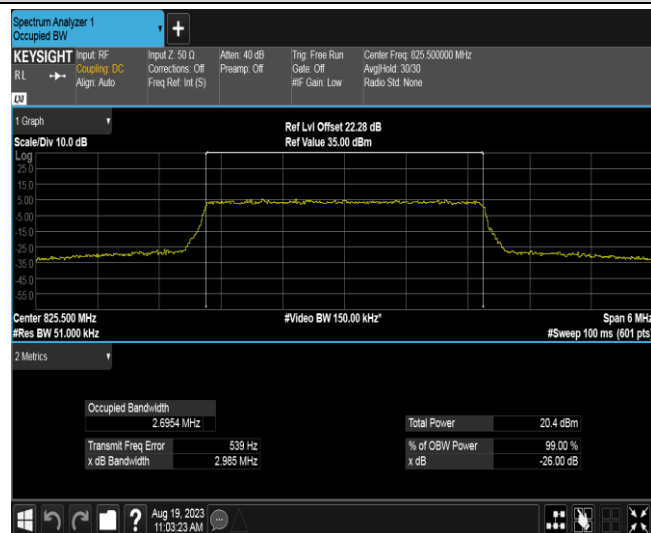 Spectrum Analyzer 1
Occupied BW
+
KEYSIGHT Input: RF Input Z: 50 Ω Atten: 40 dB Trig: Free Run Center Freq: 825.500000 MHz
RL Coupling: DC Corrections: Off Preamp: Off Gate: Off Avg|Hold: 30/30
Align: Auto Freq Ref: Int (S) #IF Gain: Low Radio Std: None
LXI
1 Graph
Ref Lvl Offset 22.28 dB
Scale/Div 10.0 dB Ref Value 35.00 dBm
Log
25.0
15.0
5.00
-5.00
-15.0
-25.0
-35.0
-45.0
-55.0
Center 825.500 MHz #Video BW 150.00 kHz* Span 6 MHz
#Res BW 51.000 kHz #Sweep 100 ms (601 pts)
2 Metrics
Occupied Bandwidth
2.6954 MHz Total Power 20.4 dBm
Transmit Freq Error 539 Hz % of OBW Power 99.00 %
x dB Bandwidth 2.985 MHz x dB -26.00 dB
? Aug 19, 2023
11:03:23 AM